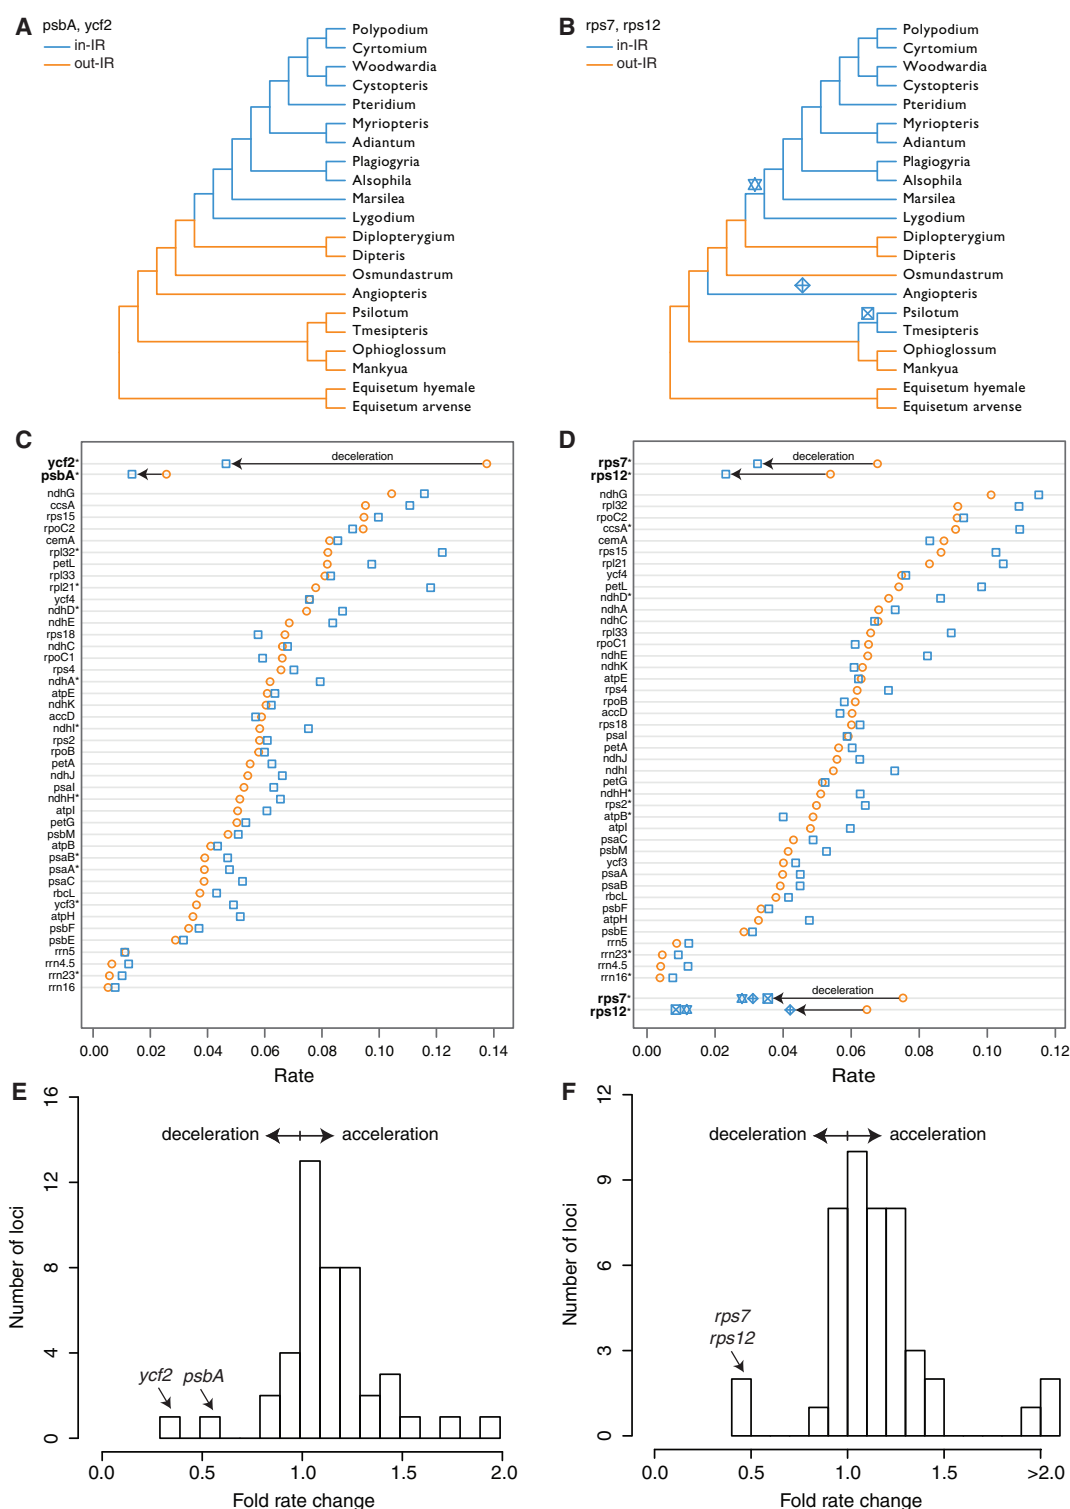 A psbA, ycf2
in-IR
out-IR
Polypodium
Cyrtomium
Woodwardia
Cystopteris
Pteridium
Myriopteris
Adiantum
Plagiogyria
Alsophila
Marsilea
Lygodium
Diplopterygium
Dipteris
Osmundastrum
Angiopteris
Psilotum
Tmesipteris
Ophioglossum
Mankyua
Equisetum hyemale
Equisetum arvense
B rps7, rps12
in-IR
out-IR
Polypodium
Cyrtomium
Woodwardia
Cystopteris
Pteridium
Myriopteris
Adiantum
Plagiogyria
Alsophila
Marsilea
Lygodium
Diplopterygium
Dipteris
Osmundastrum
Angiopteris
Psilotum
Tmesipteris
Ophioglossum
Mankyua
Equisetum hyemale
Equisetum arvense
C
ycf2* deceleration
psbA*
ndhG
ccsA
rps15
rpoC2
cemA
rpl32*
petL
rpl33
rpl21*
ycf4
ndhD*
ndhE
rps18
ndhC
rpoC1
rps4
ndhA*
atpE
ndhK
accD
ndhI*
rps2
rpoB
petA
ndhJ
psaI
ndhH*
atpI
petG
psbM
atpB
psaB*
psaA*
psaC
rbcL
ycf3*
atpH
psbF
psbE
rrn5
rrn4.5
rrn23*
rrn16
0.00 0.02 0.04 0.06 0.08 0.10 0.12 0.14
Rate
D
rps7* deceleration
rps12*
ndhG
rpl32
rpoC2
ccsA*
cemA
rps15
rpl21
ycf4
petL
ndhD*
ndhA
ndhC
rpl33
rpoC1
ndhE
ndhK
atpE
rps4
rpoB
accD
rps18
psaI
petA
ndhJ
ndhI
petG
ndhH*
rps2*
atpB*
atpI
psaC
psbM
ycf3
psaA
psaB
rbcL
psbF
atpH
psbE
rrn5
rrn23*
rrn4.5
rrn16*
rps7* deceleration
rps12*
0.00 0.02 0.04 0.06 0.08 0.10 0.12
Rate
E
Number of loci
16
12
8
4
0
deceleration acceleration
ycf2 psbA
0.0 0.5 1.0 1.5 2.0
Fold rate change
F
Number of loci
12
9
6
3
0
deceleration acceleration
rps7
rps12
0.0 0.5 1.0 1.5 >2.0
Fold rate change